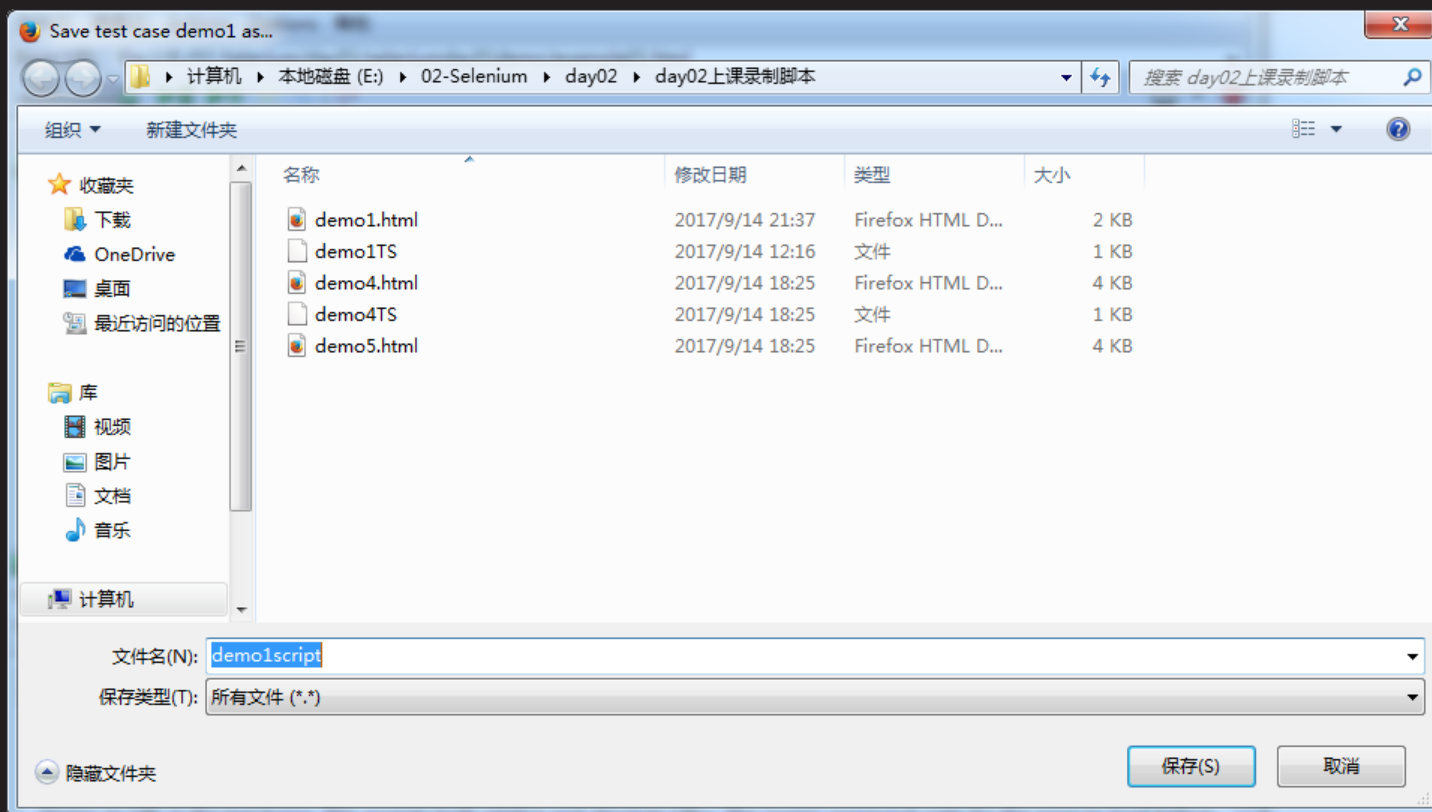 Save test case demo1 as...
计算机 本地磁盘 (E:) 02-Selenium day02 day02上课录制脚本
搜索 day02上课录制脚本
组织 新建文件夹
收藏夹
下载
OneDrive
桌面
最近访问的位置
库
视频
图片
文档
音乐
计算机
名称 修改日期 类型 大小
demo1.html 2017/9/14 21:37 Firefox HTML D... 2 KB
demo1TS 2017/9/14 12:16 文件 1 KB
demo4.html 2017/9/14 18:25 Firefox HTML D... 4 KB
demo4TS 2017/9/14 18:25 文件 1 KB
demo5.html 2017/9/14 18:25 Firefox HTML D... 4 KB
文件名(N): demo1script
保存类型(T): 所有文件 (*.*)
隐藏文件夹 保存(S) 取消